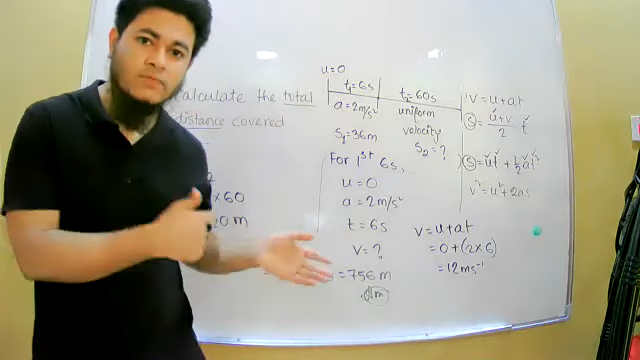 Calculate the total
distance covered
2
×60
20 m
u=0
t₁=6s
a=2m/s²
S₁=36m
t₂=60s
uniform
velocity
S₂=?
For 1st 6s,
u=0
a=2m/s²
t=6s
v=?
=756m
v=u+at
=0+(2×6)
=12ms⁻¹
v=u+at
S=(u+v)/2 t
S=ut+½at²
v²=u²+2as